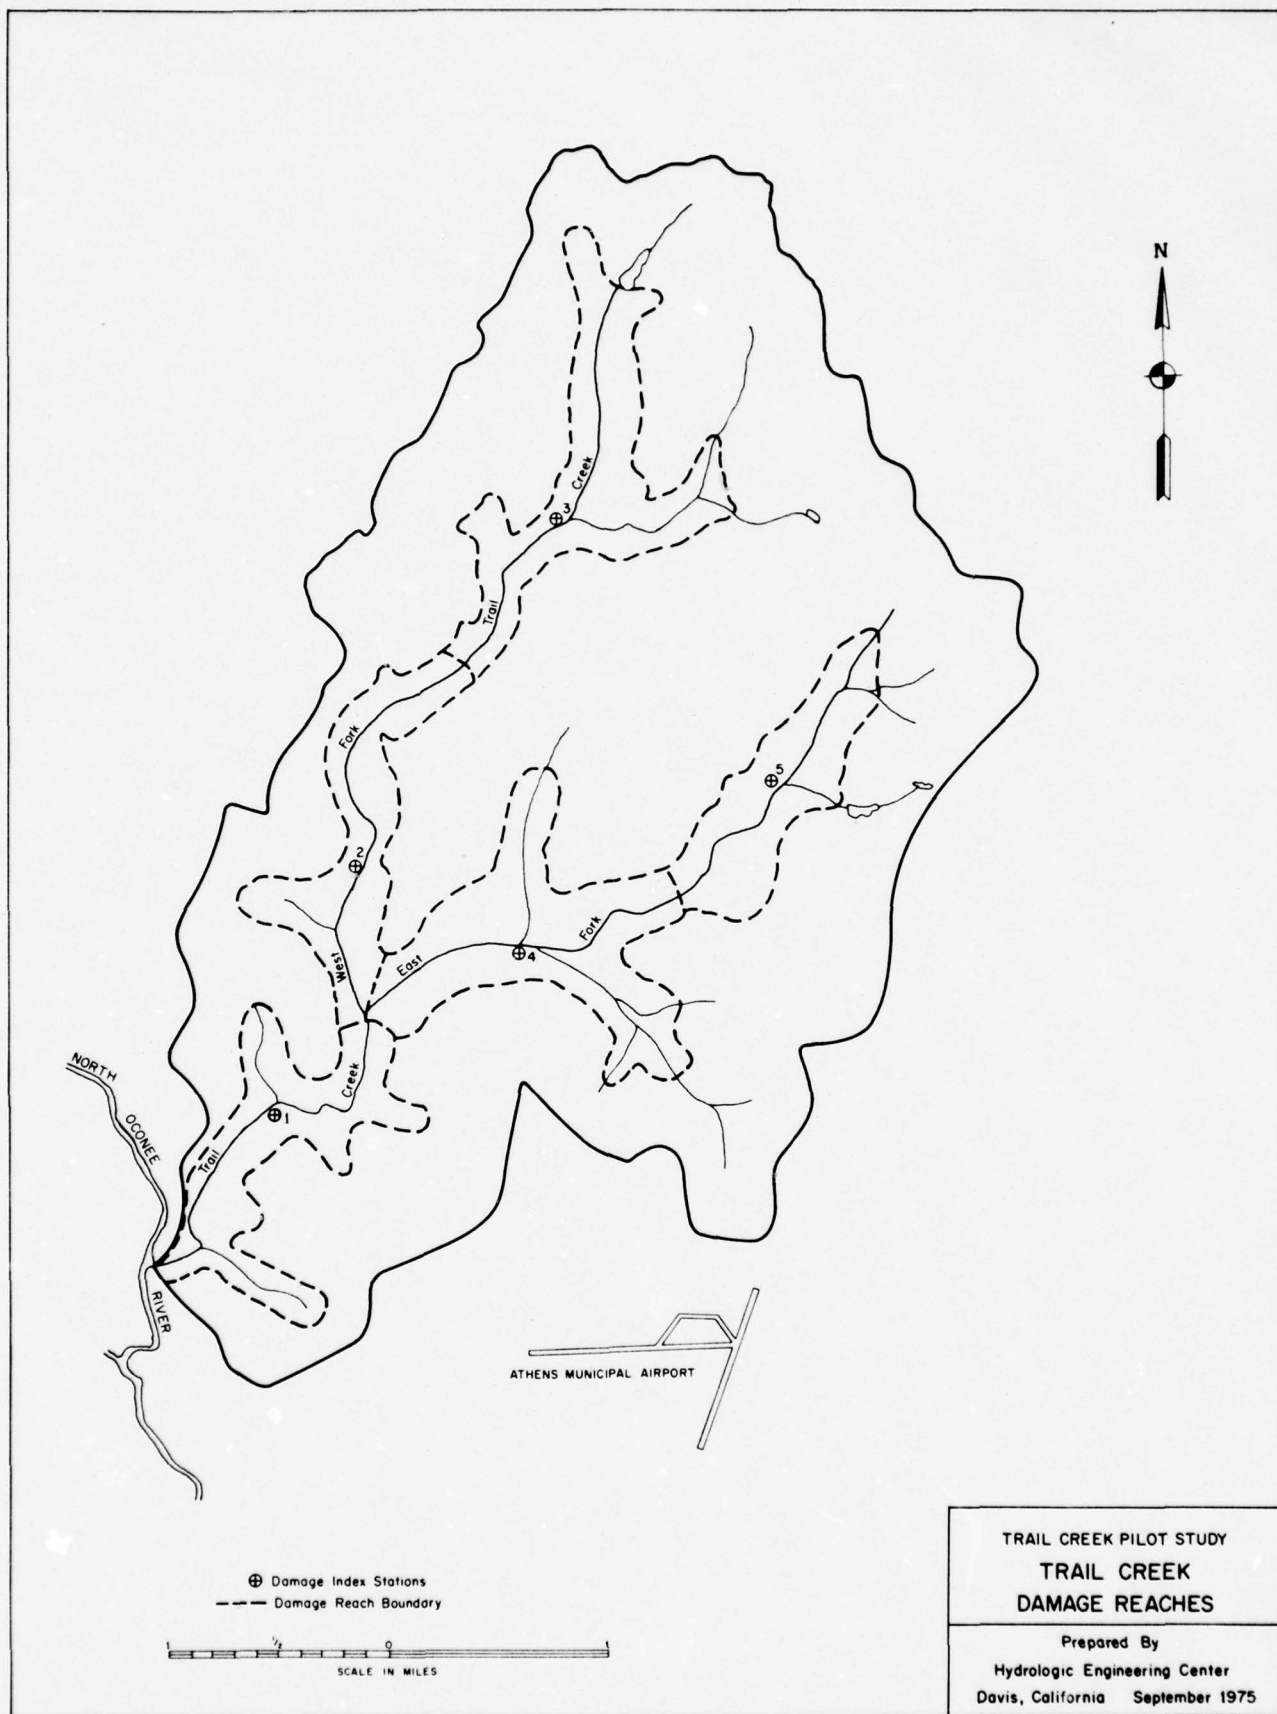 N
Creek
3
Trail
Fork
2
5
West
East
4
Fork
Creek
1
Trail
NORTH
OCONEE
RIVER
ATHENS MUNICIPAL AIRPORT
Damage Index Stations
Damage Reach Boundary
1 1/2 0 1
SCALE IN MILES
TRAIL CREEK PILOT STUDY
TRAIL CREEK
DAMAGE REACHES
Prepared By
Hydrologic Engineering Center
Davis, California September 1975